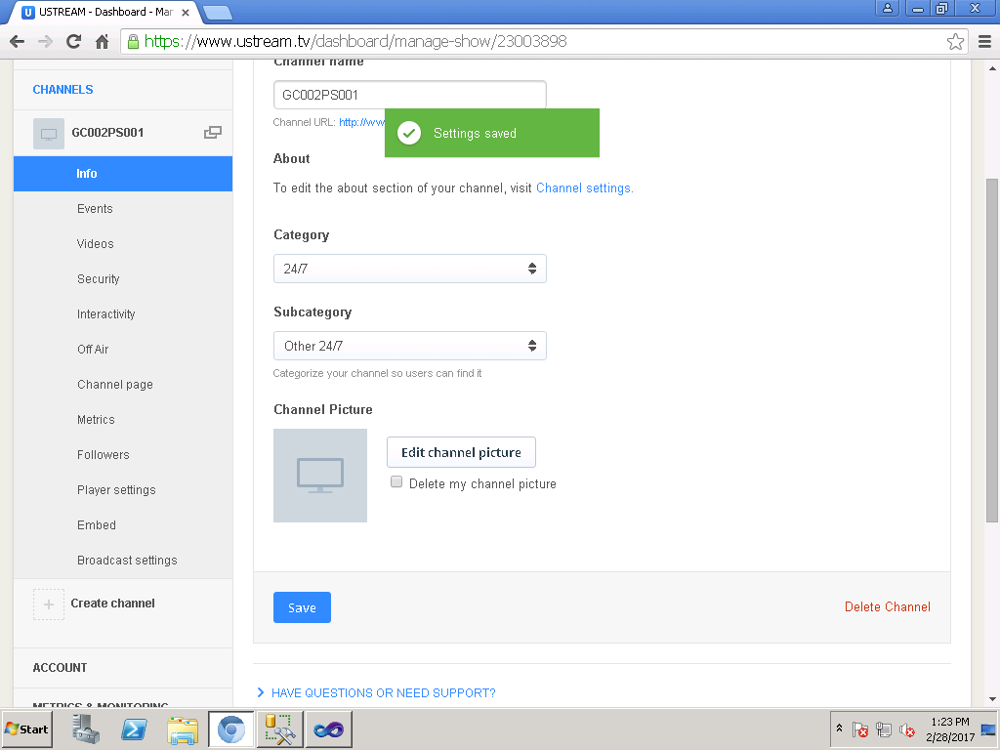 USTREAM - Dashboard - Mar
https://www.ustream.tv/dashboard/manage-show/23003898
CHANNELS
GC002PS001
Info
Events
Videos
Security
Interactivity
Off Air
Channel page
Metrics
Followers
Player settings
Embed
Broadcast settings
Create channel
ACCOUNT
METRICS & MONITORING
Channel name
GC002PS001
Channel URL: http://ww
Settings saved
About
To edit the about section of your channel, visit Channel settings.
Category
24/7
Subcategory
Other 24/7
Categorize your channel so users can find it
Channel Picture
Edit channel picture
Delete my channel picture
Save
Delete Channel
HAVE QUESTIONS OR NEED SUPPORT?
Start
1:23 PM
2/28/2017